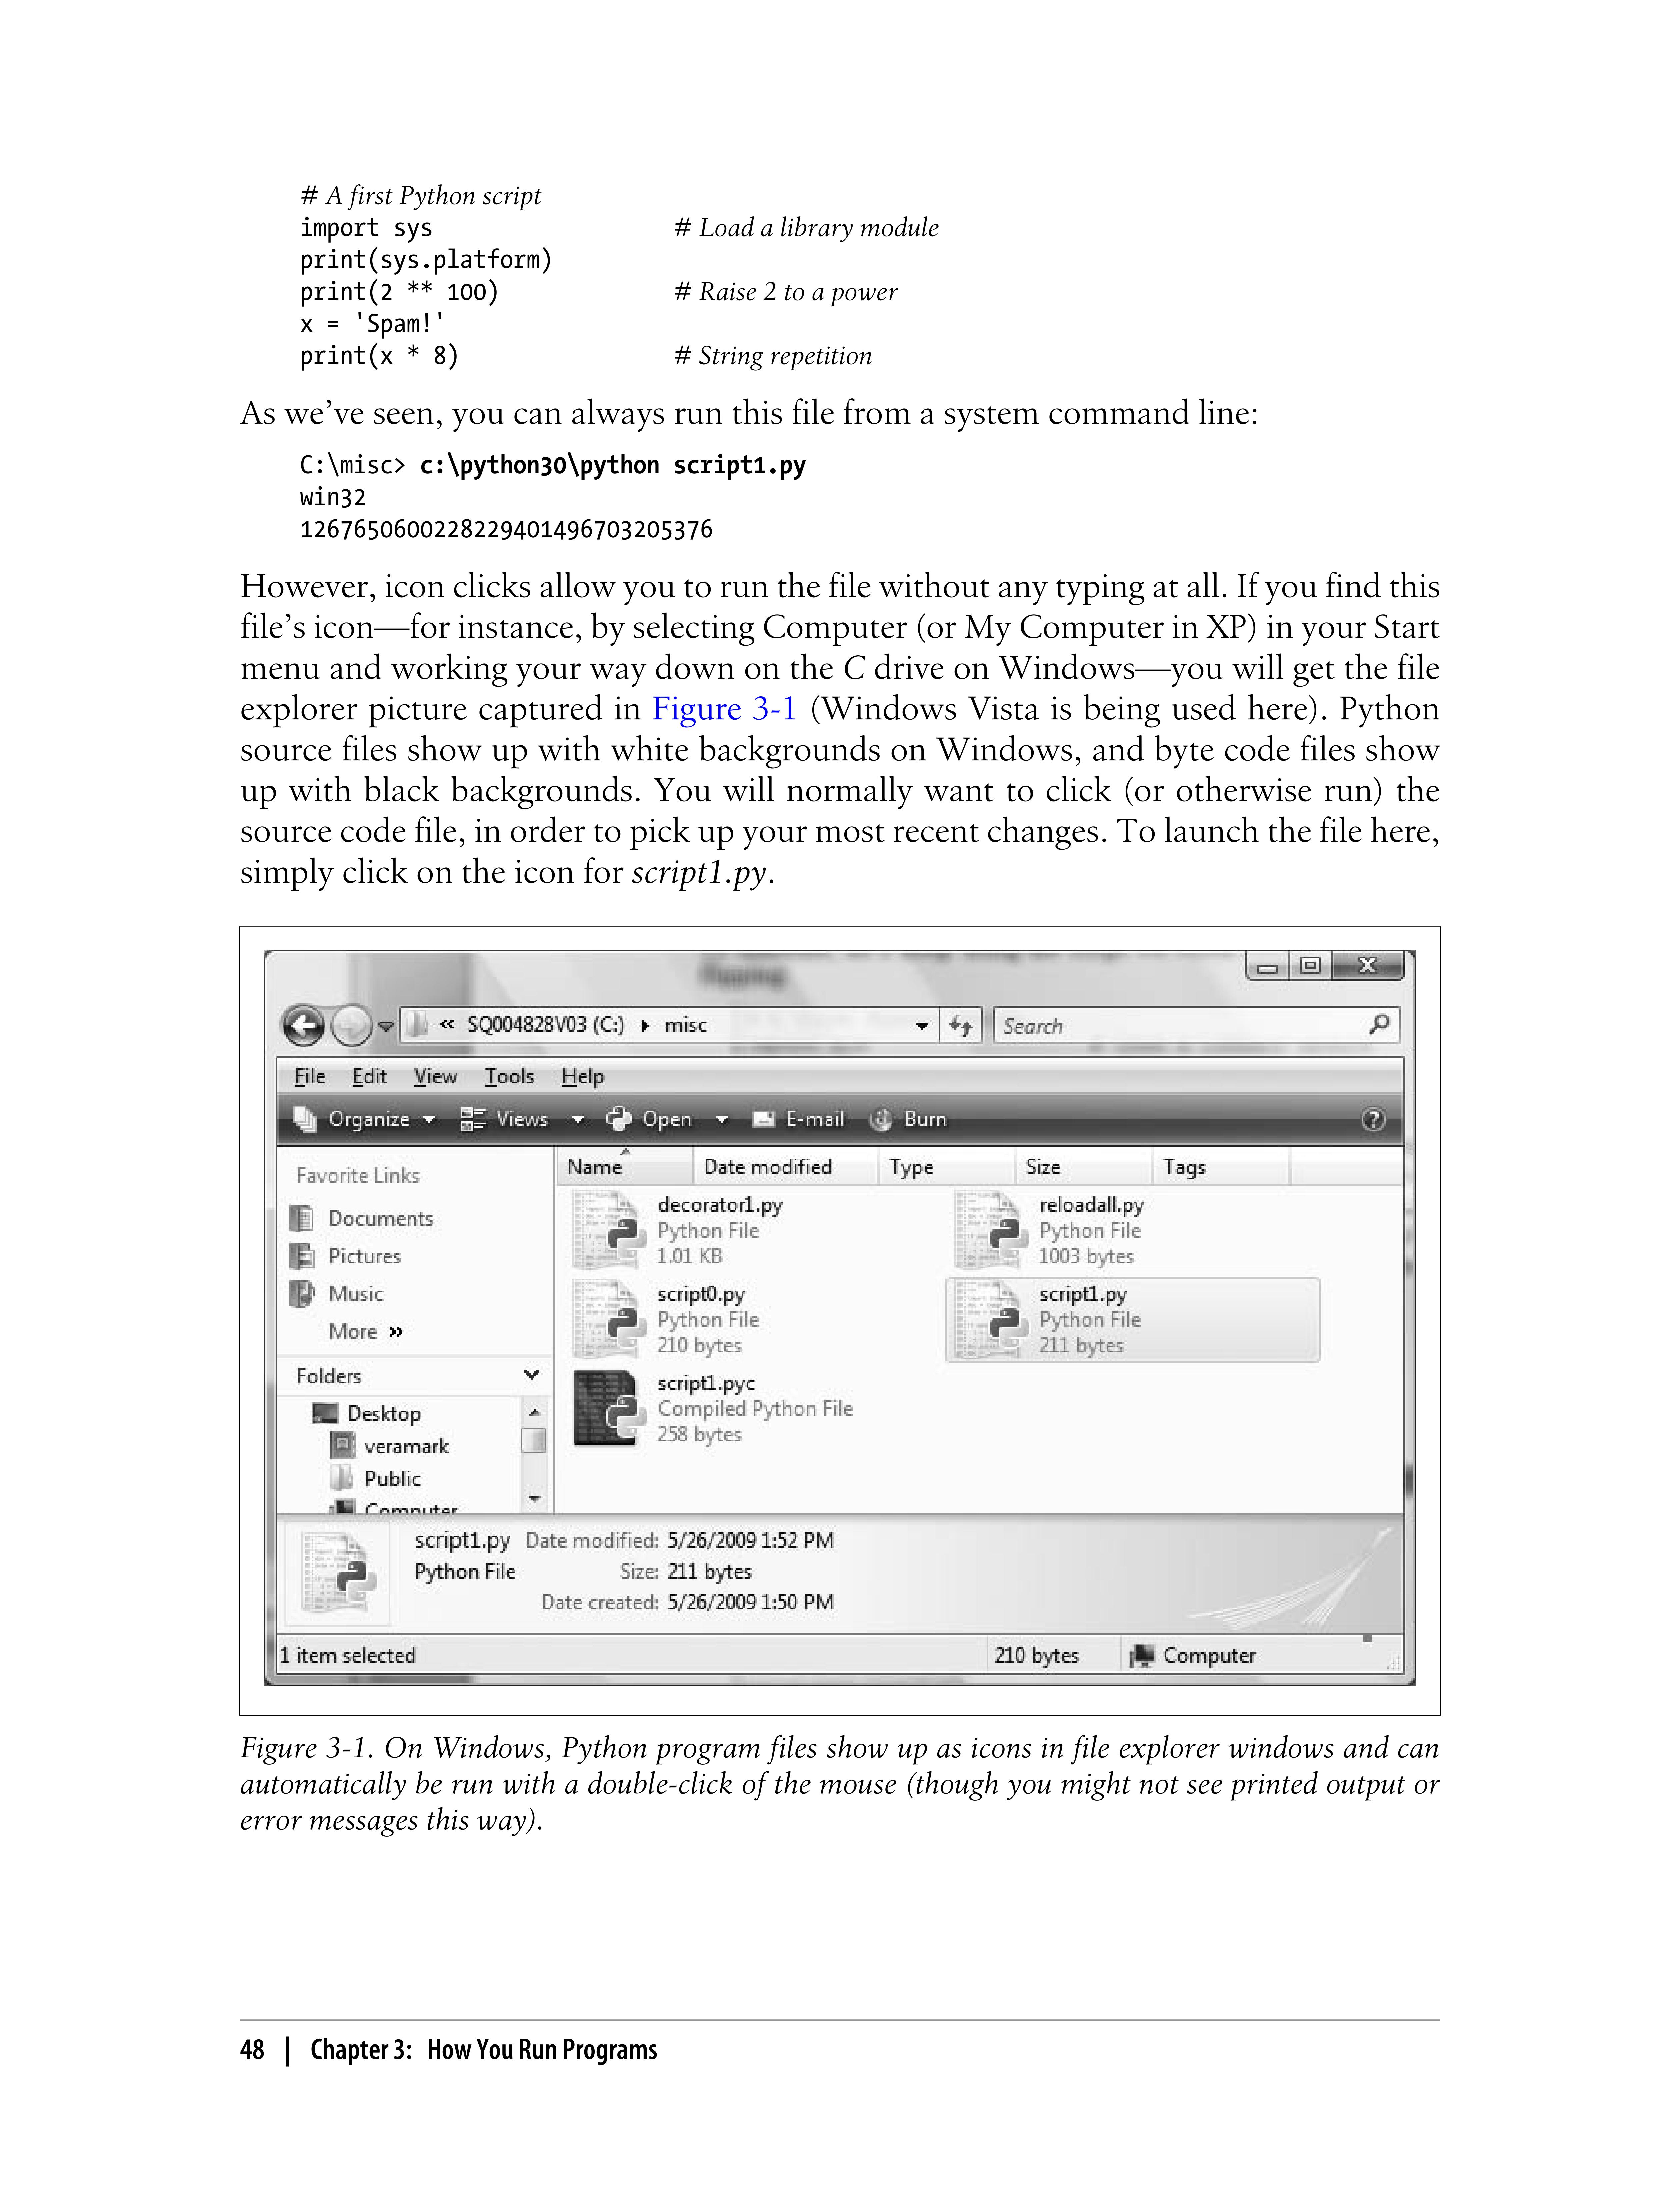 # A first Python script
import sys # Load a library module
print(sys.platform)
print(2 ** 100) # Raise 2 to a power
x = 'Spam!'
print(x * 8) # String repetition
As we’ve seen, you can always run this file from a system command line:
C:\misc> c:\python30\python script1.py
win32
1267650600228229401496703205376
However, icon clicks allow you to run the file without any typing at all. If you find this
file’s icon—for instance, by selecting Computer (or My Computer in XP) in your Start
menu and working your way down on the C drive on Windows—you will get the file
explorer picture captured in Figure 3-1 (Windows Vista is being used here). Python
source files show up with white backgrounds on Windows, and byte code files show
up with black backgrounds. You will normally want to click (or otherwise run) the
source code file, in order to pick up your most recent changes. To launch the file here,
simply click on the icon for script1.py.
« SQ004828V03 (C:) misc Search
File Edit View Tools Help
Organize Views Open E-mail Burn
Favorite Links
Documents
Pictures
Music
More »
Folders
Desktop
veramark
Public
Computer
Name Date modified Type Size Tags
decorator1.py
Python File
1.01 KB
reloadall.py
Python File
1003 bytes
script0.py
Python File
210 bytes
script1.py
Python File
211 bytes
script1.pyc
Compiled Python File
258 bytes
script1.py Date modified: 5/26/2009 1:52 PM
Python File Size: 211 bytes
Date created: 5/26/2009 1:50 PM
1 item selected 210 bytes Computer
Figure 3-1. On Windows, Python program files show up as icons in file explorer windows and can
automatically be run with a double-click of the mouse (though you might not see printed output or
error messages this way).
48 | Chapter 3: How You Run Programs